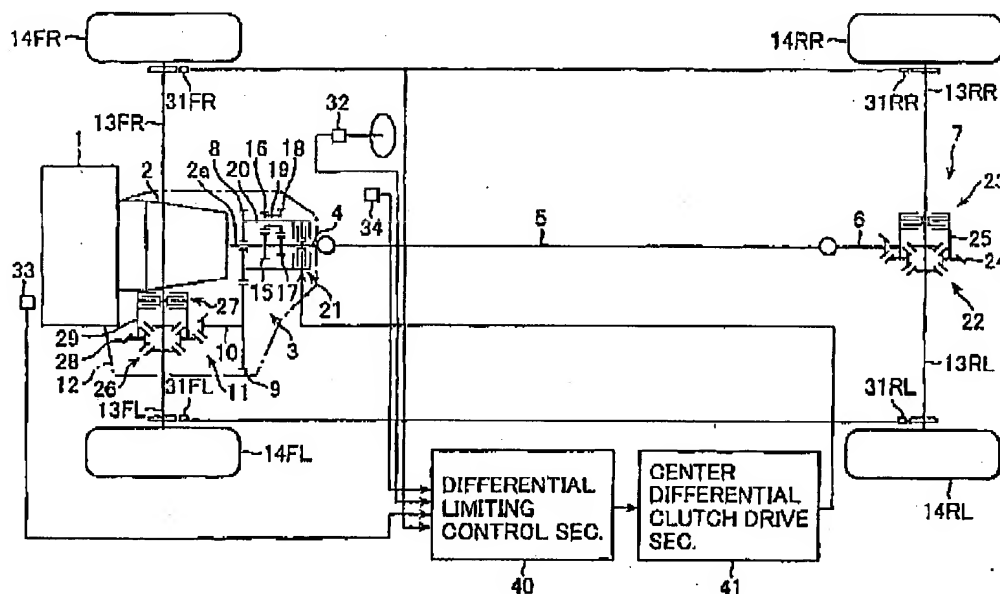 14FR
14RR
31FR
31RR
13RR
13FR
32
1
16
18
7
8
20
19
2
2a
23
4
34
5
6
25
24
33
15
17
21
27
22
29
3
28
10
12
26
11
9
13RL
31FL
31RL
13FL
14FL
DIFFERENTIAL
LIMITING
CONTROL SEC.
CENTER
DIFFERENTIAL
CLUTCH DRIVE
SEC.
14RL
40
41